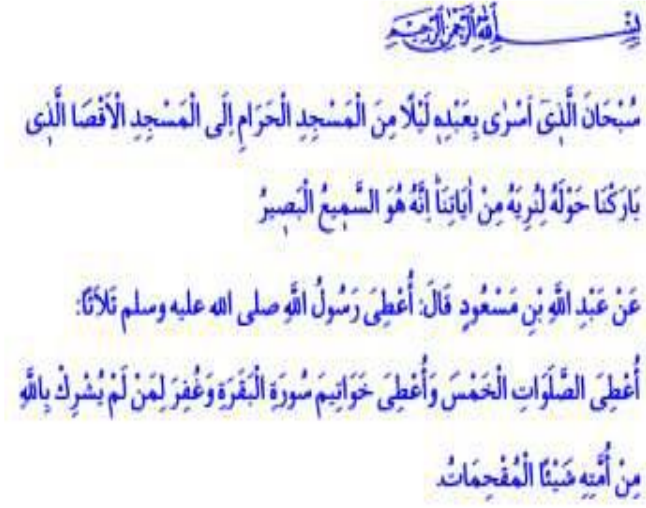 بِسْمِ اللهِ الرَّحْمٰنِ الرَّحِيمِ
سُبْحَانَ الَّذِىٓ اَسْرٰى بِعَبْدِهٖ لَيْلًا مِنَ الْمَسْجِدِ الْحَرَامِ اِلَى الْمَسْجِدِ الْاَقْصَا الَّذِى
بَارَكْنَا حَوْلَهُ لِنُرِيَهُ مِنْ اٰيَاتِنَاۜ اِنَّهُ هُوَ السَّمِيعُ الْبَصِيرُ
عَنْ عَبْدِ اللَّهِ بْنِ مَسْعُودٍ قَالَ: أُعْطِىَ رَسُولُ اللَّهِ صلى الله عليه وسلم ثَلاَثًا:
أُعْطِىَ الصَّلَوَاتِ الْخَمْسَ وَأُعْطِىَ خَوَاتِيمَ سُورَةِ الْبَقَرَةِ وَغُفِرَ لِمَنْ لَمْ يُشْرِكْ بِاللَّهِ
مِنْ أُمَّتِهِ شَيْئًا الْمُقْحِمَاتُ.